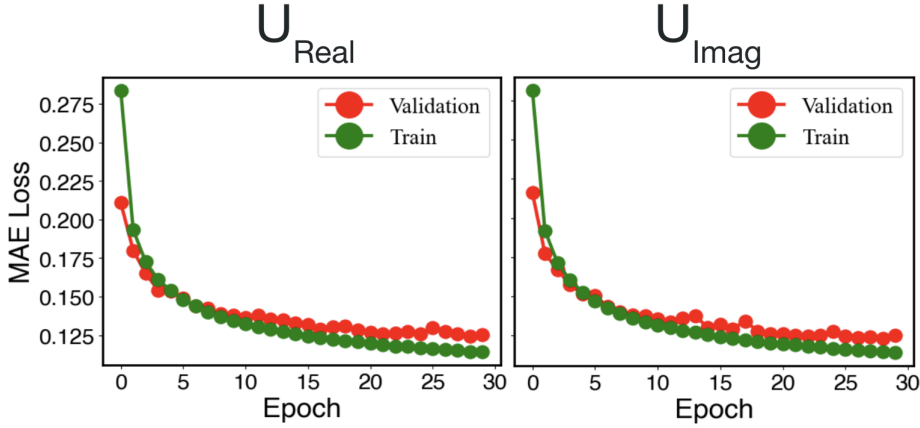 U Real
U Imag
MAE Loss
0.275
0.250
0.225
0.200
0.175
0.150
0.125
Validation
Train
0 5 10 15 20 25 30
Epoch
Validation
Train
0 5 10 15 20 25 30
Epoch